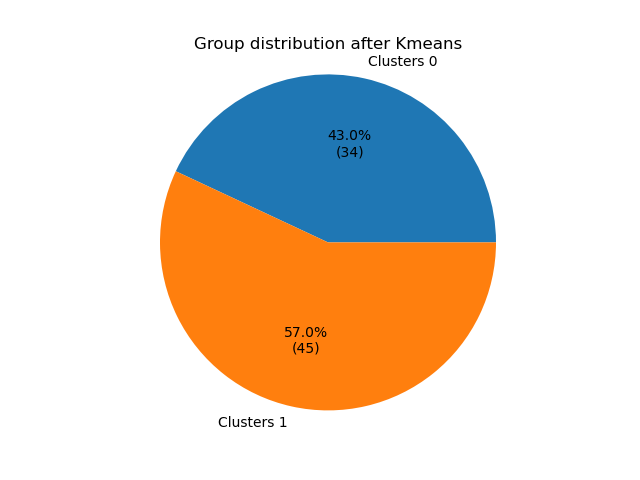 Group distribution after Kmeans
Clusters 0
43.0%
(34)
57.0%
(45)
Clusters 1